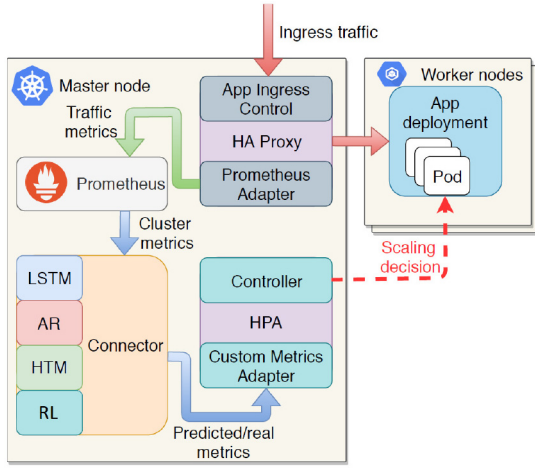 Ingress traffic
Master node
App Ingress
Control
HA Proxy
Prometheus
Adapter
Traffic
metrics
Prometheus
Cluster
metrics
LSTM
AR
HTM
RL
Connector
Predicted/real
metrics
Controller
HPA
Custom Metrics
Adapter
Scaling
decision
Worker nodes
App
deployment
Pod